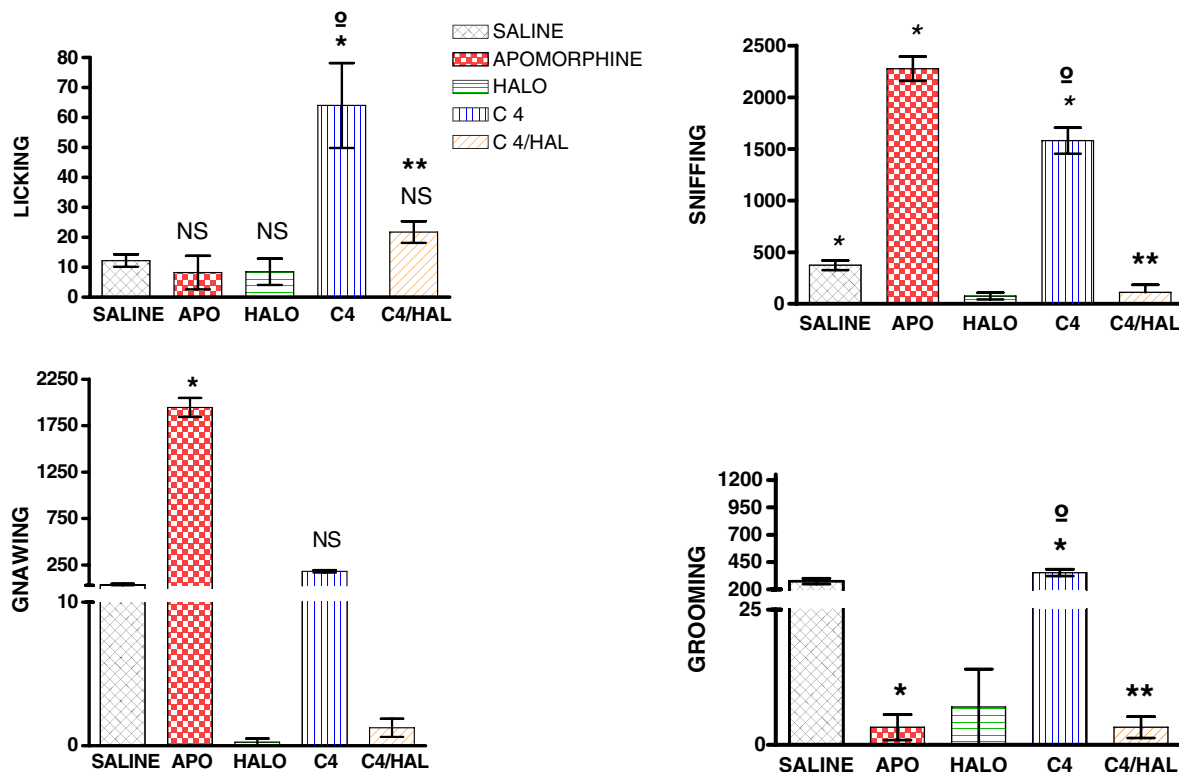 º
*
80
70
60
50
40
30
20
10
0
LICKING
**
NS
NS
NS
SALINE APO HALO C4 C4/HAL
SALINE
APOMORPHINE
HALO
C 4
C 4/HAL
2500
2000
1500
1000
500
0
SNIFFING
*
*
º
*
**
SALINE APO HALO C4 C4/HAL
2250
1750
1250
750
250
10
0
GNAWING
*
NS
SALINE APO HALO C4 C4/HAL
1200
950
700
450
200
25
0
GROOMING
º
*
*
**
SALINE APO HALO C4 C4/HAL